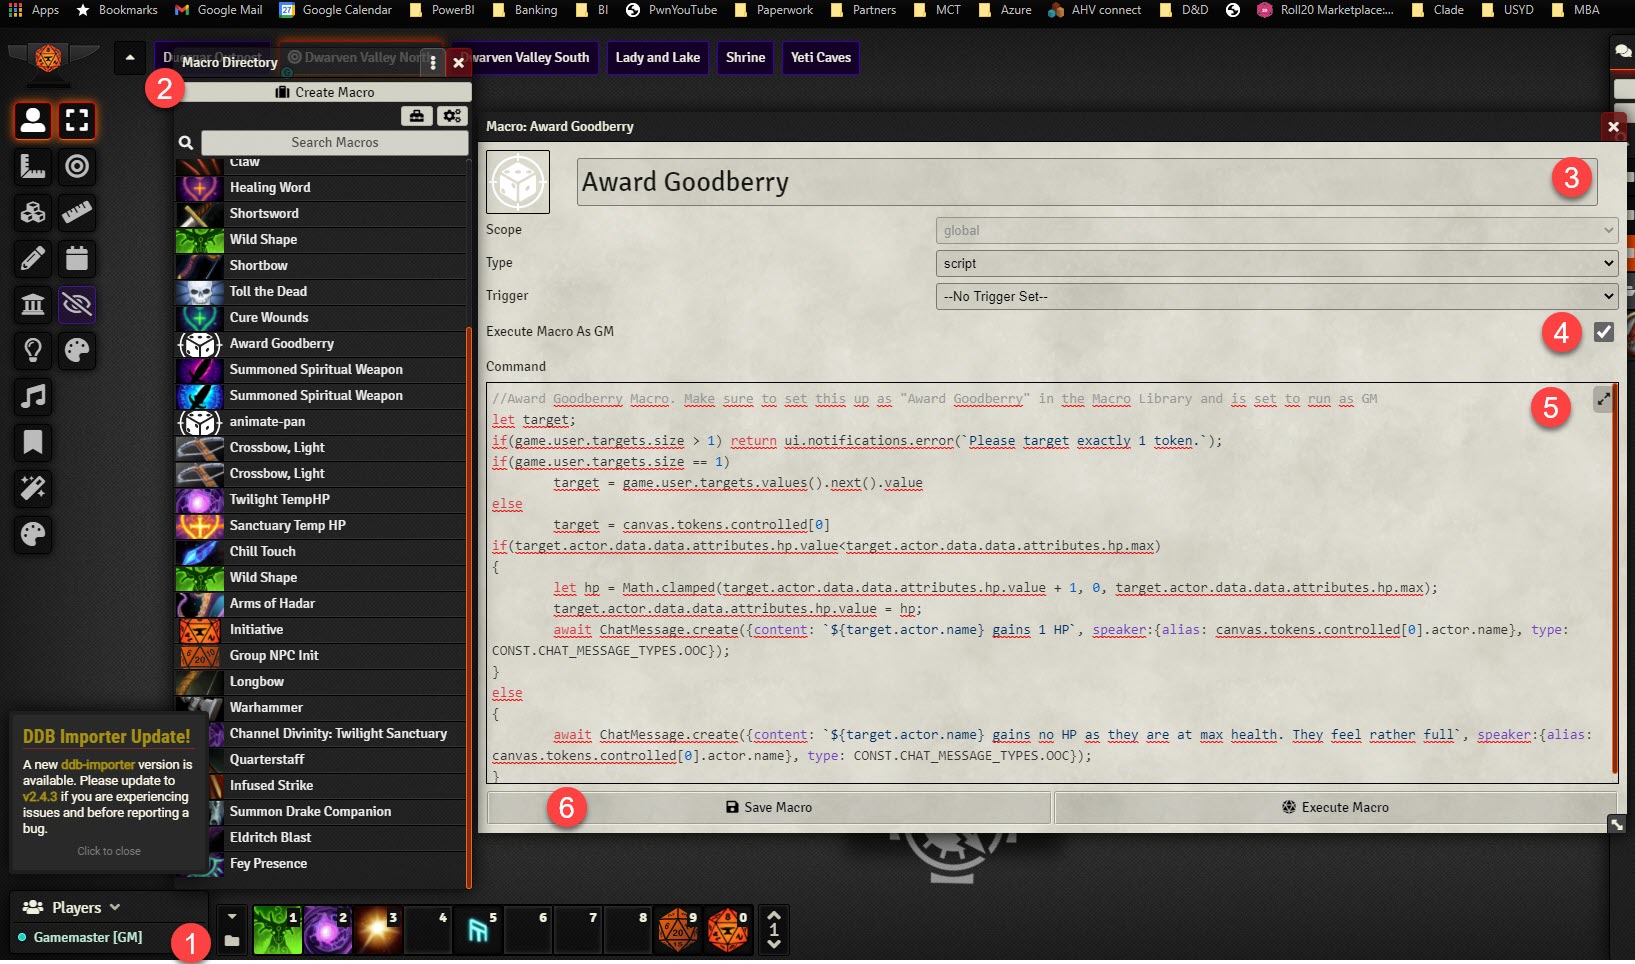 Apps
Bookmarks
Google Mail
27
Google Calendar
PowerBI
Banking
BI
PwnYouTube
Paperwork
Partners
MCT
Azure
AHV connect
D&D
Roll20 Marketplace:...
Clade
USYD
MBA
Dwarven Valley North
warven Valley South
Lady and Lake
Shrine
Yeti Caves
Macro Directory
2
Create Macro
Search Macros
Claw
Healing Word
Shortsword
Wild Shape
Shortbow
Toll the Dead
Cure Wounds
Award Goodberry
Summoned Spiritual Weapon
Summoned Spiritual Weapon
animate-pan
Crossbow, Light
Crossbow, Light
Twilight TempHP
Sanctuary Temp HP
Chill Touch
Wild Shape
Arms of Hadar
Initiative
Group NPC Init
Longbow
Warhammer
Channel Divinity: Twilight Sanctuary
Quarterstaff
Infused Strike
Summon Drake Companion
Eldritch Blast
Fey Presence
Macro: Award Goodberry
Award Goodberry
3
Scope
global
Type
script
Trigger
--No Trigger Set--
Execute Macro As GM
4
Command
5
//Award Goodberry Macro. Make sure to set this up as "Award Goodberry" in the Macro Library and is set to run as GM
let target;
if(game.user.targets.size > 1) return ui.notifications.error(`Please target exactly 1 token.`);
if(game.user.targets.size == 1)
target = game.user.targets.values().next().value
else
target = canvas.tokens.controlled[0]
if(target.actor.data.data.attributes.hp.value<target.actor.data.data.attributes.hp.max)
{
let hp = Math.clamped(target.actor.data.data.attributes.hp.value + 1, 0, target.actor.data.data.attributes.hp.max);
target.actor.data.data.attributes.hp.value = hp;
await ChatMessage.create({content: `${target.actor.name} gains 1 HP`, speaker:{alias: canvas.tokens.controlled[0].actor.name}, type:
CONST.CHAT_MESSAGE_TYPES.OOC});
}
else
{
await ChatMessage.create({content: `${target.actor.name} gains no HP as they are at max health. They feel rather full`, speaker:{alias:
canvas.tokens.controlled[0].actor.name}, type: CONST.CHAT_MESSAGE_TYPES.OOC});
}
6
Save Macro
Execute Macro
DDB Importer Update!
A new ddb-importer version is
available. Please update to
v2.4.3 if you are experiencing
issues and before reporting a
bug.
Click to close
Players
Gamemaster [GM]
1
1
2
3
4
5
6
7
8
9
0
1